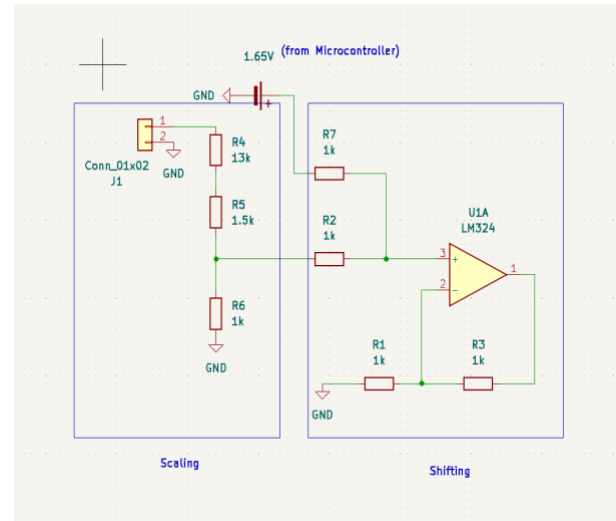 1.65V (from Microcontroller)
GND
1
2
Conn_01x02
J1
GND
R4
13k
R5
1.5k
R6
1k
GND
R7
1k
R2
1k
U1A
LM324
3
+
2
−
1
R1
1k
R3
1k
GND
Scaling
Shifting